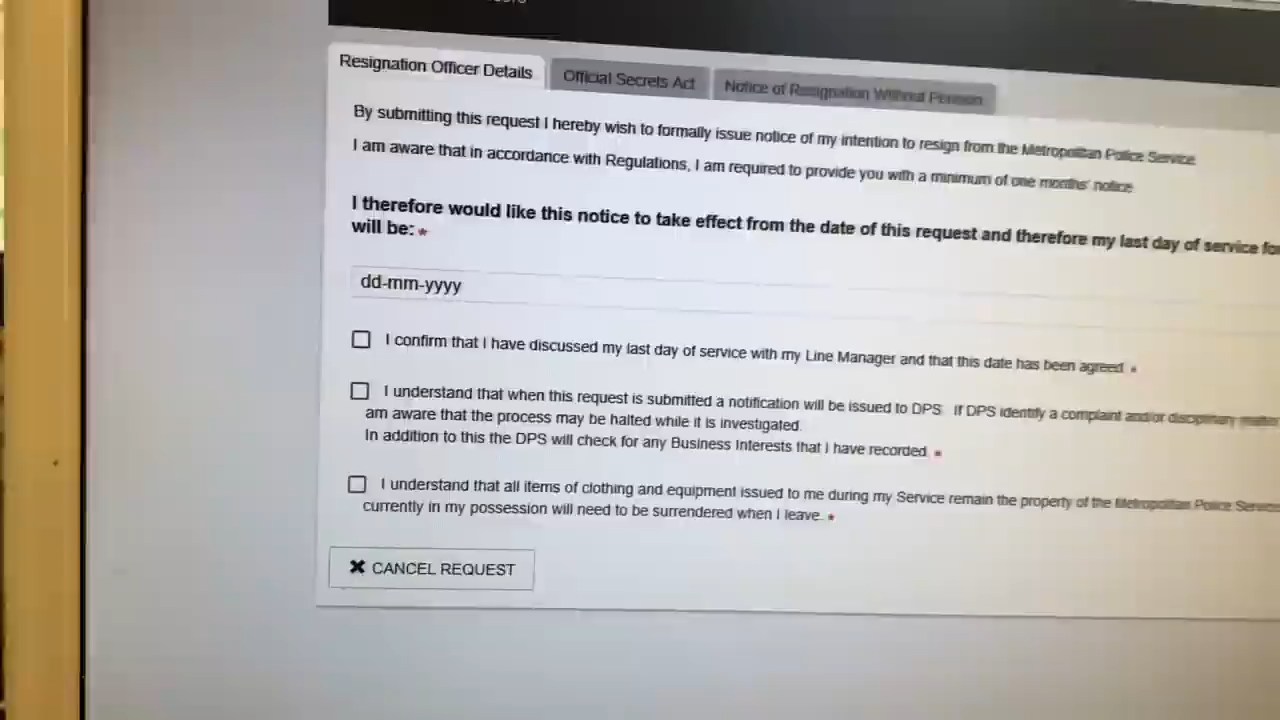 Resignation Officer Details
Official Secrets Act
Notice of Resignation Without Pension
By submitting this request I hereby wish to formally issue notice of my intention to resign from the Metropolitan Police Service
I am aware that in accordance with Regulations, I am required to provide you with a minimum of one months' notice
I therefore would like this notice to take effect from the date of this request and therefore my last day of service
will be: *
dd-mm-yyyy
I confirm that I have discussed my last day of service with my Line Manager and that this date has been agreed. *
I understand that when this request is submitted a notification will be issued to DPS. If DPS identify a complaint and/or disciplinary
am aware that the process may be halted while it is investigated.
In addition to this the DPS will check for any Business Interests that I have recorded. *
I understand that all items of clothing and equipment issued to me during my Service remain the property of the Metropolitan Police
currently in my possession will need to be surrendered when I leave. *
✖ CANCEL REQUEST